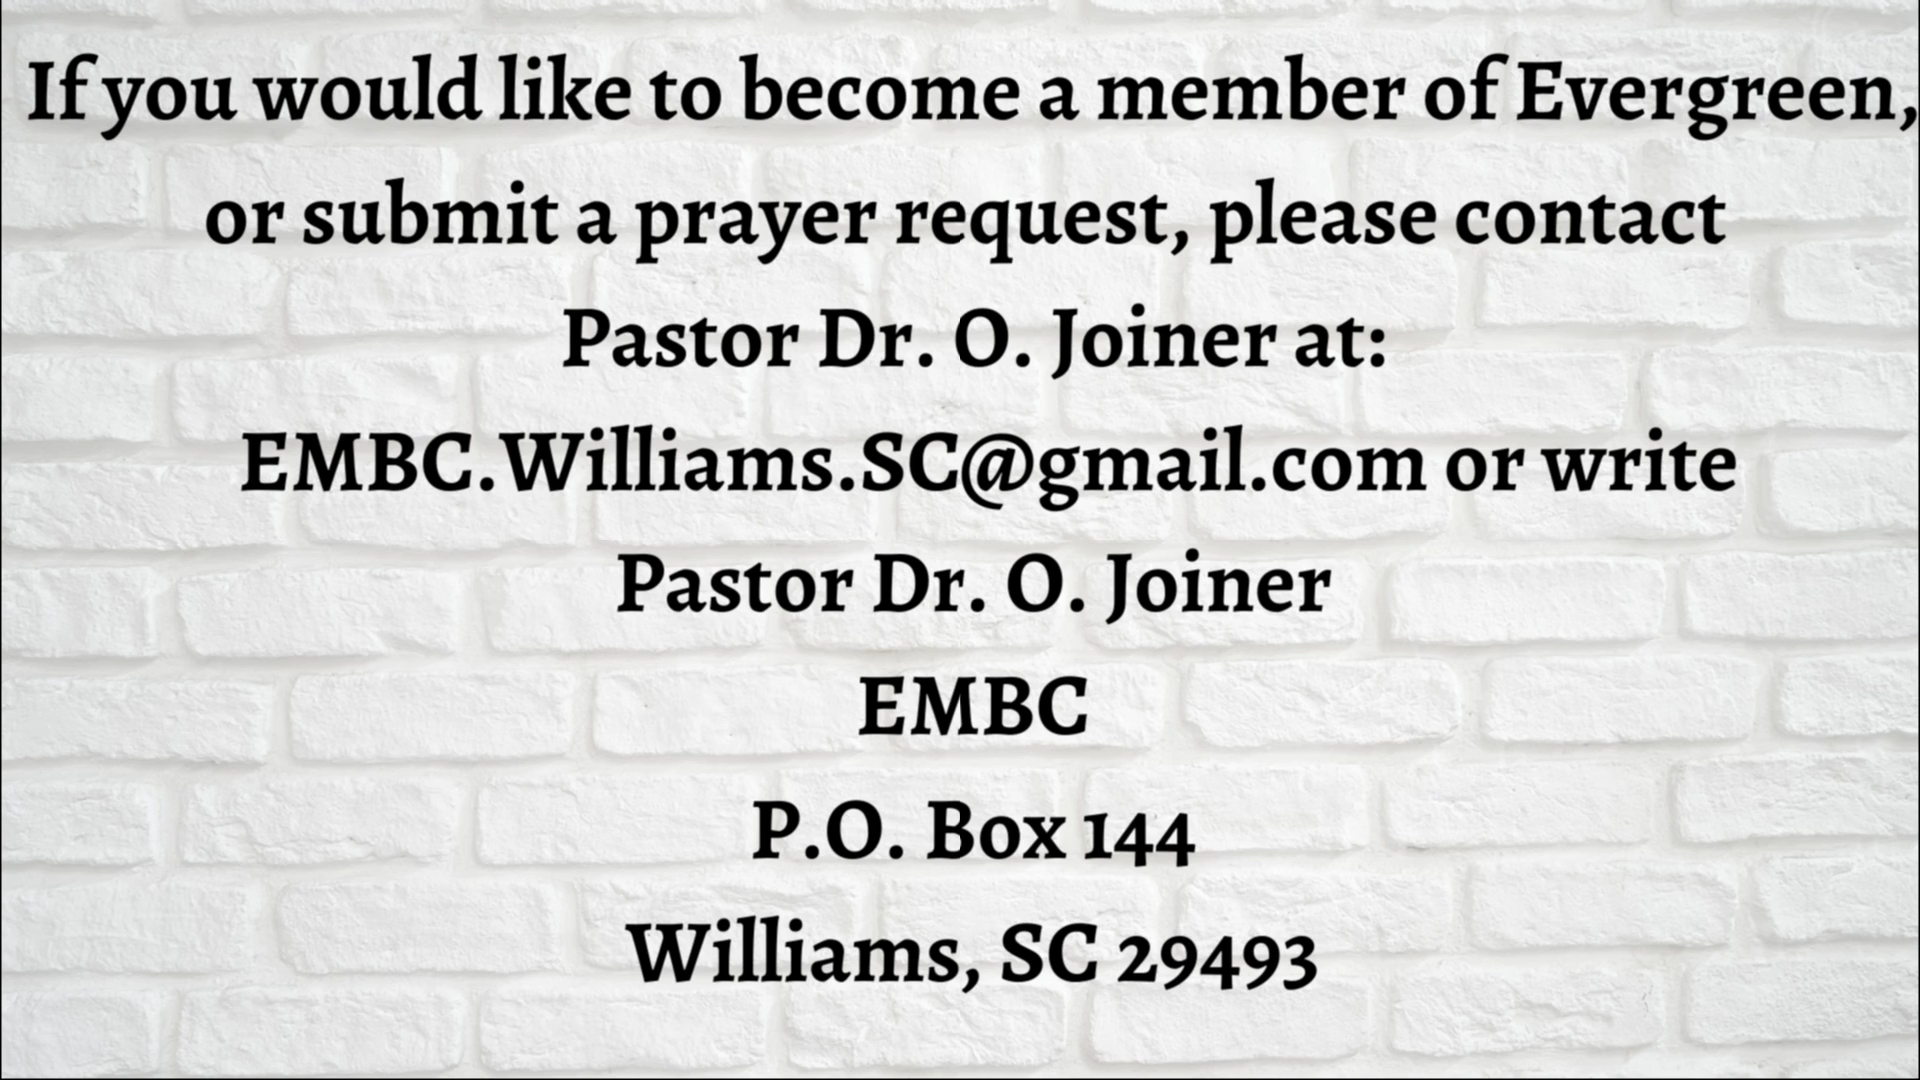 If you would like to become a member of Evergreen,
or submit a prayer request, please contact
Pastor Dr. O. Joiner at:
EMBC.Williams.SC@gmail.com or write
Pastor Dr. O. Joiner
EMBC
P.O. Box 144
Williams, SC 29493